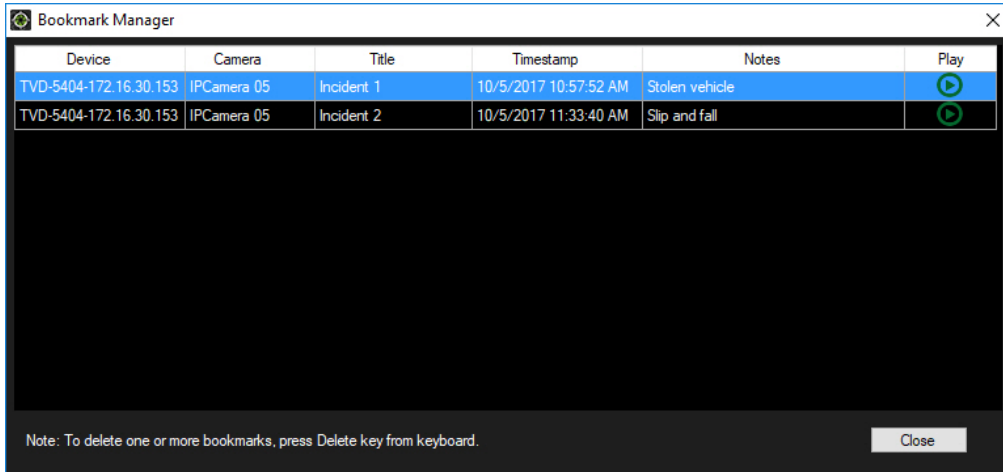 Bookmark Manager
Device Camera Title Timestamp Notes Play
TVD-5404-172.16.30.153 IPCamera 05 Incident 1 10/5/2017 10:57:52 AM Stolen vehicle
TVD-5404-172.16.30.153 IPCamera 05 Incident 2 10/5/2017 11:33:40 AM Slip and fall
Note: To delete one or more bookmarks, press Delete key from keyboard.
Close